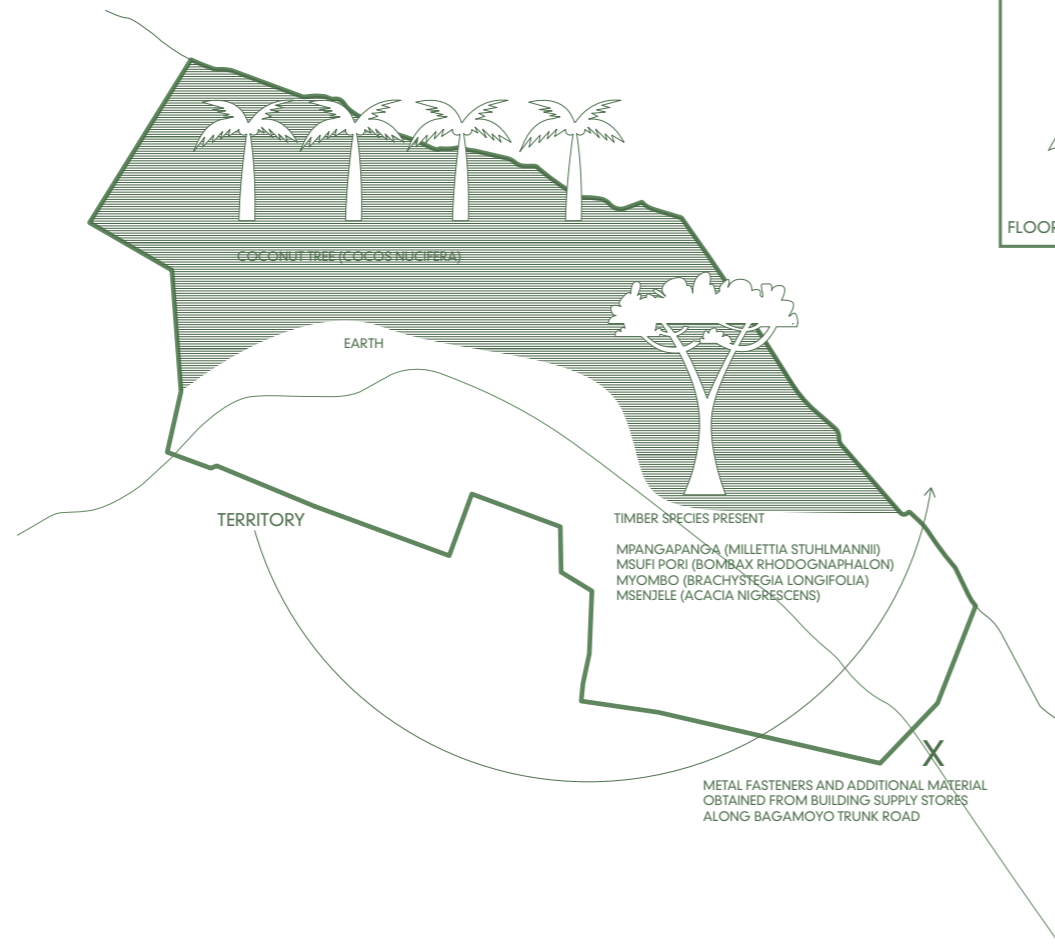 FLOOR
COCONUT TREE (COCOS NUCIFERA)
EARTH
TERRITORY
TIMBER SPECIES PRESENT
MPANGAPANGA (MILLETTIA STUHLMANNII)
MSUFI PORI (BOMBAX RHODOGNAPHALON)
MYOMBO (BRACHYSTEGIA LONGIFOLIA)
MSENJELE (ACACIA NIGRESCENS)
X
METAL FASTENERS AND ADDITIONAL MATERIAL
OBTAINED FROM BUILDING SUPPLY STORES
ALONG BAGAMOYO TRUNK ROAD